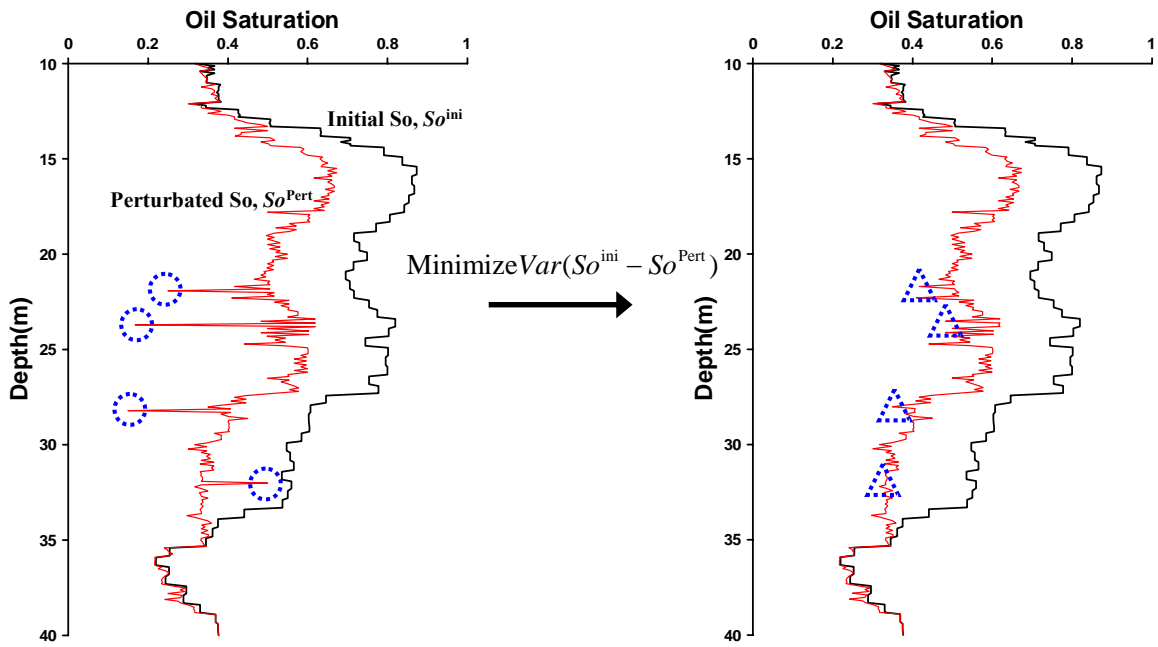 Oil Saturation
0 0.2 0.4 0.6 0.8 1
10
15
20
25
30
35
40
Depth(m)
Initial So, So^ini
Perturbated So, So^Pert
MinimizeVar(So^ini – So^Pert)
Oil Saturation
0 0.2 0.4 0.6 0.8 1
10
15
20
25
30
35
40
Depth(m)